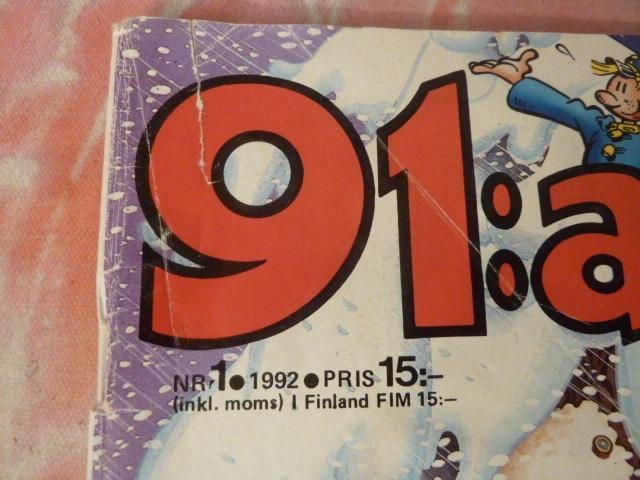 91:a
NR 1 ● 1992 ● PRIS 15:–
(inkl. moms) I Finland FIM 15:–